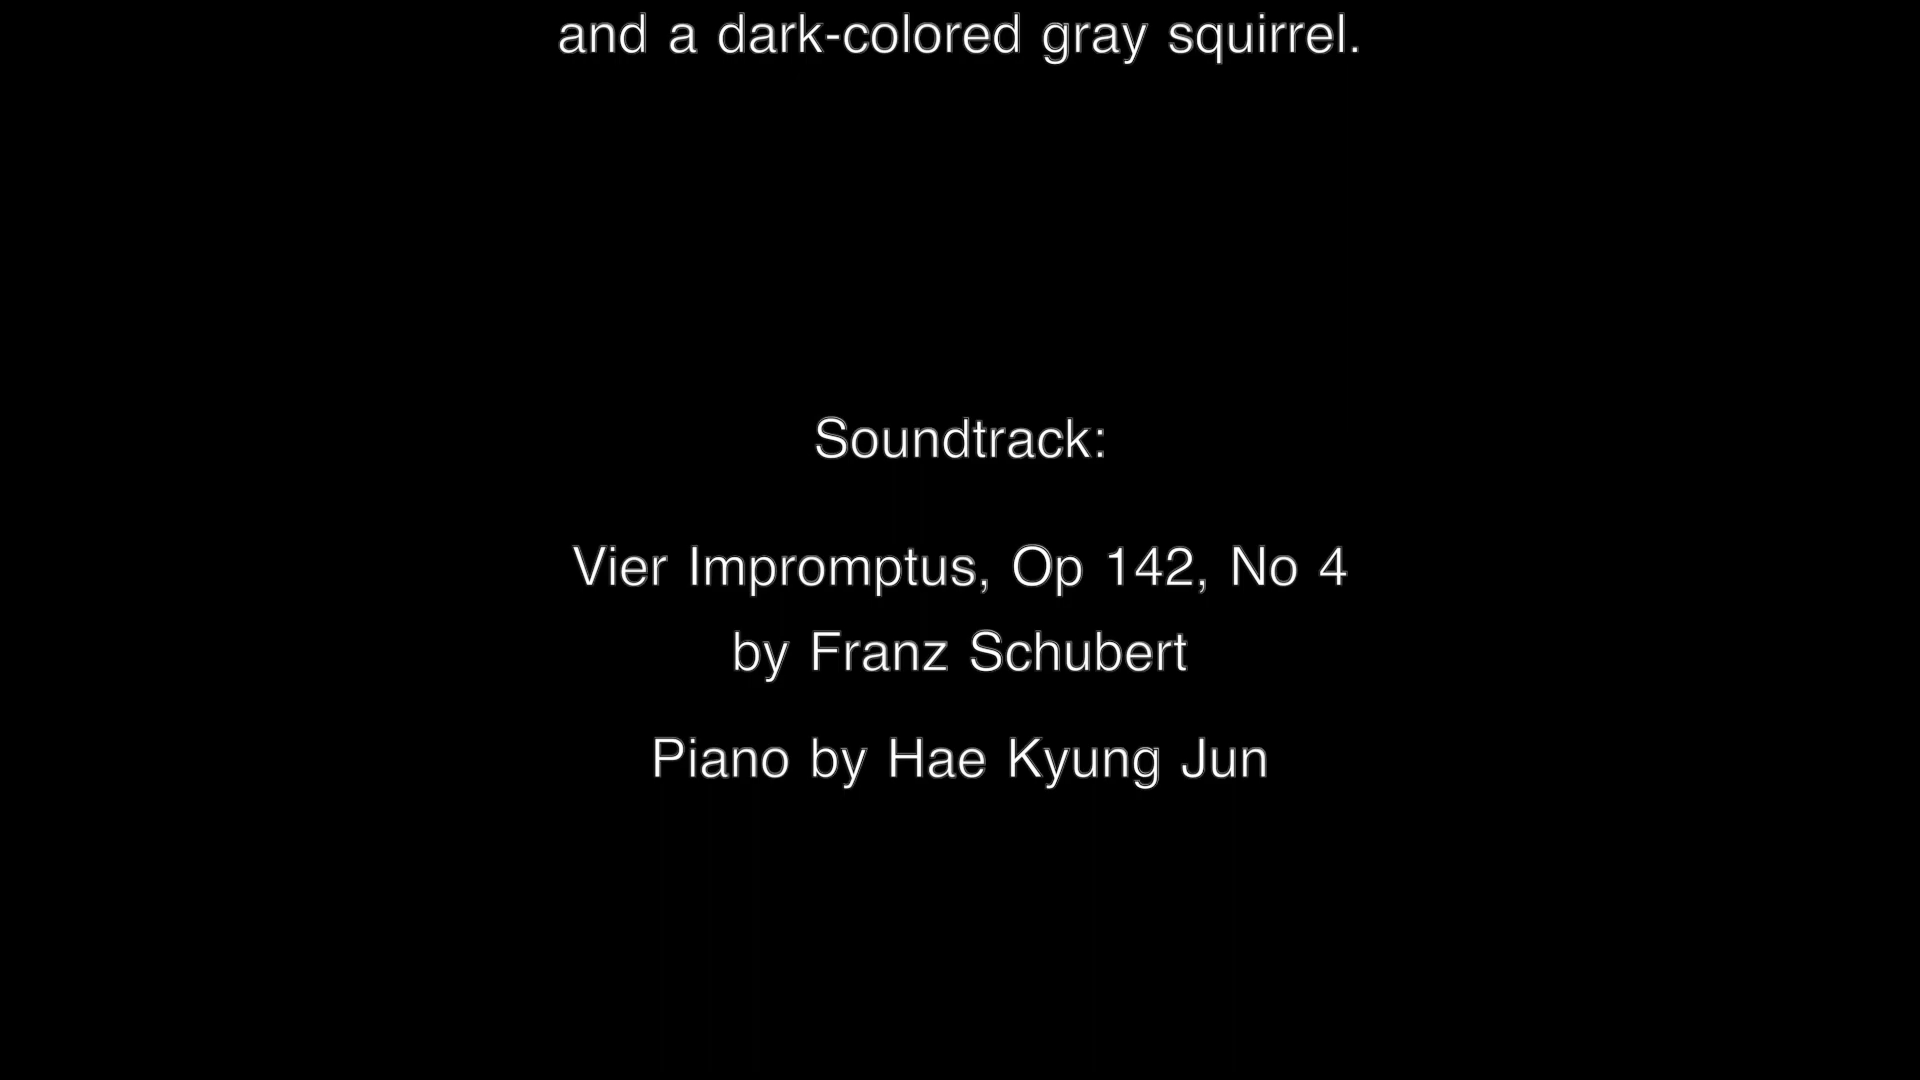 and a dark-colored gray squirrel.
Soundtrack:
Vier Impromptus, Op 142, No 4
by Franz Schubert
Piano by Hae Kyung Jun